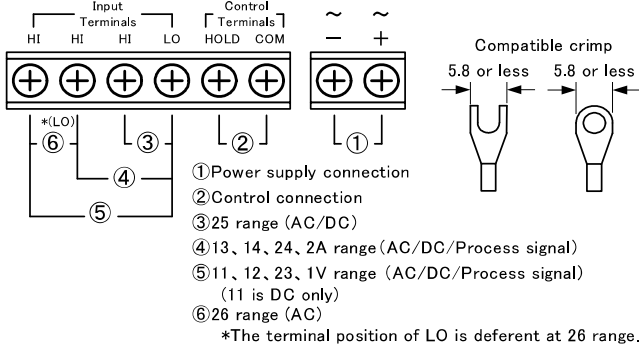 Input
Terminals
Control
Terminals
HI HI HI LO HOLD COM
~ ~
− +
*(LO)
⑥ ③ ② ①
④
⑤
Compatible crimp
5.8 or less 5.8 or less
①Power supply connection
②Control connection
③25 range (AC/DC)
④13、14、24、2A range(AC/DC/Process signal)
⑤11、12、23、1V range (AC/DC/Process signal)
(11 is DC only)
⑥26 range (AC)
*The terminal position of LO is deferent at 26 range.